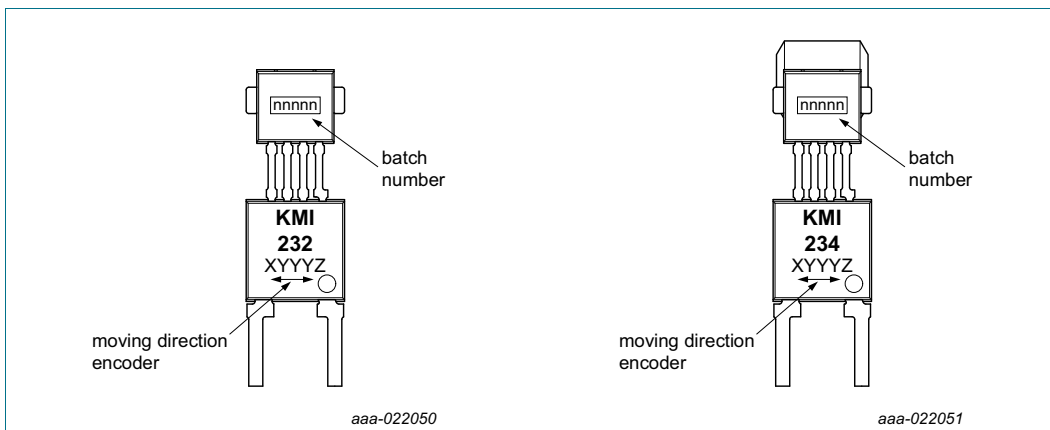 nnnnn
batch
number
KMI
232
XYYYZ
moving direction
encoder
aaa-022050
nnnnn
batch
number
KMI
234
XYYYZ
moving direction
encoder
aaa-022051